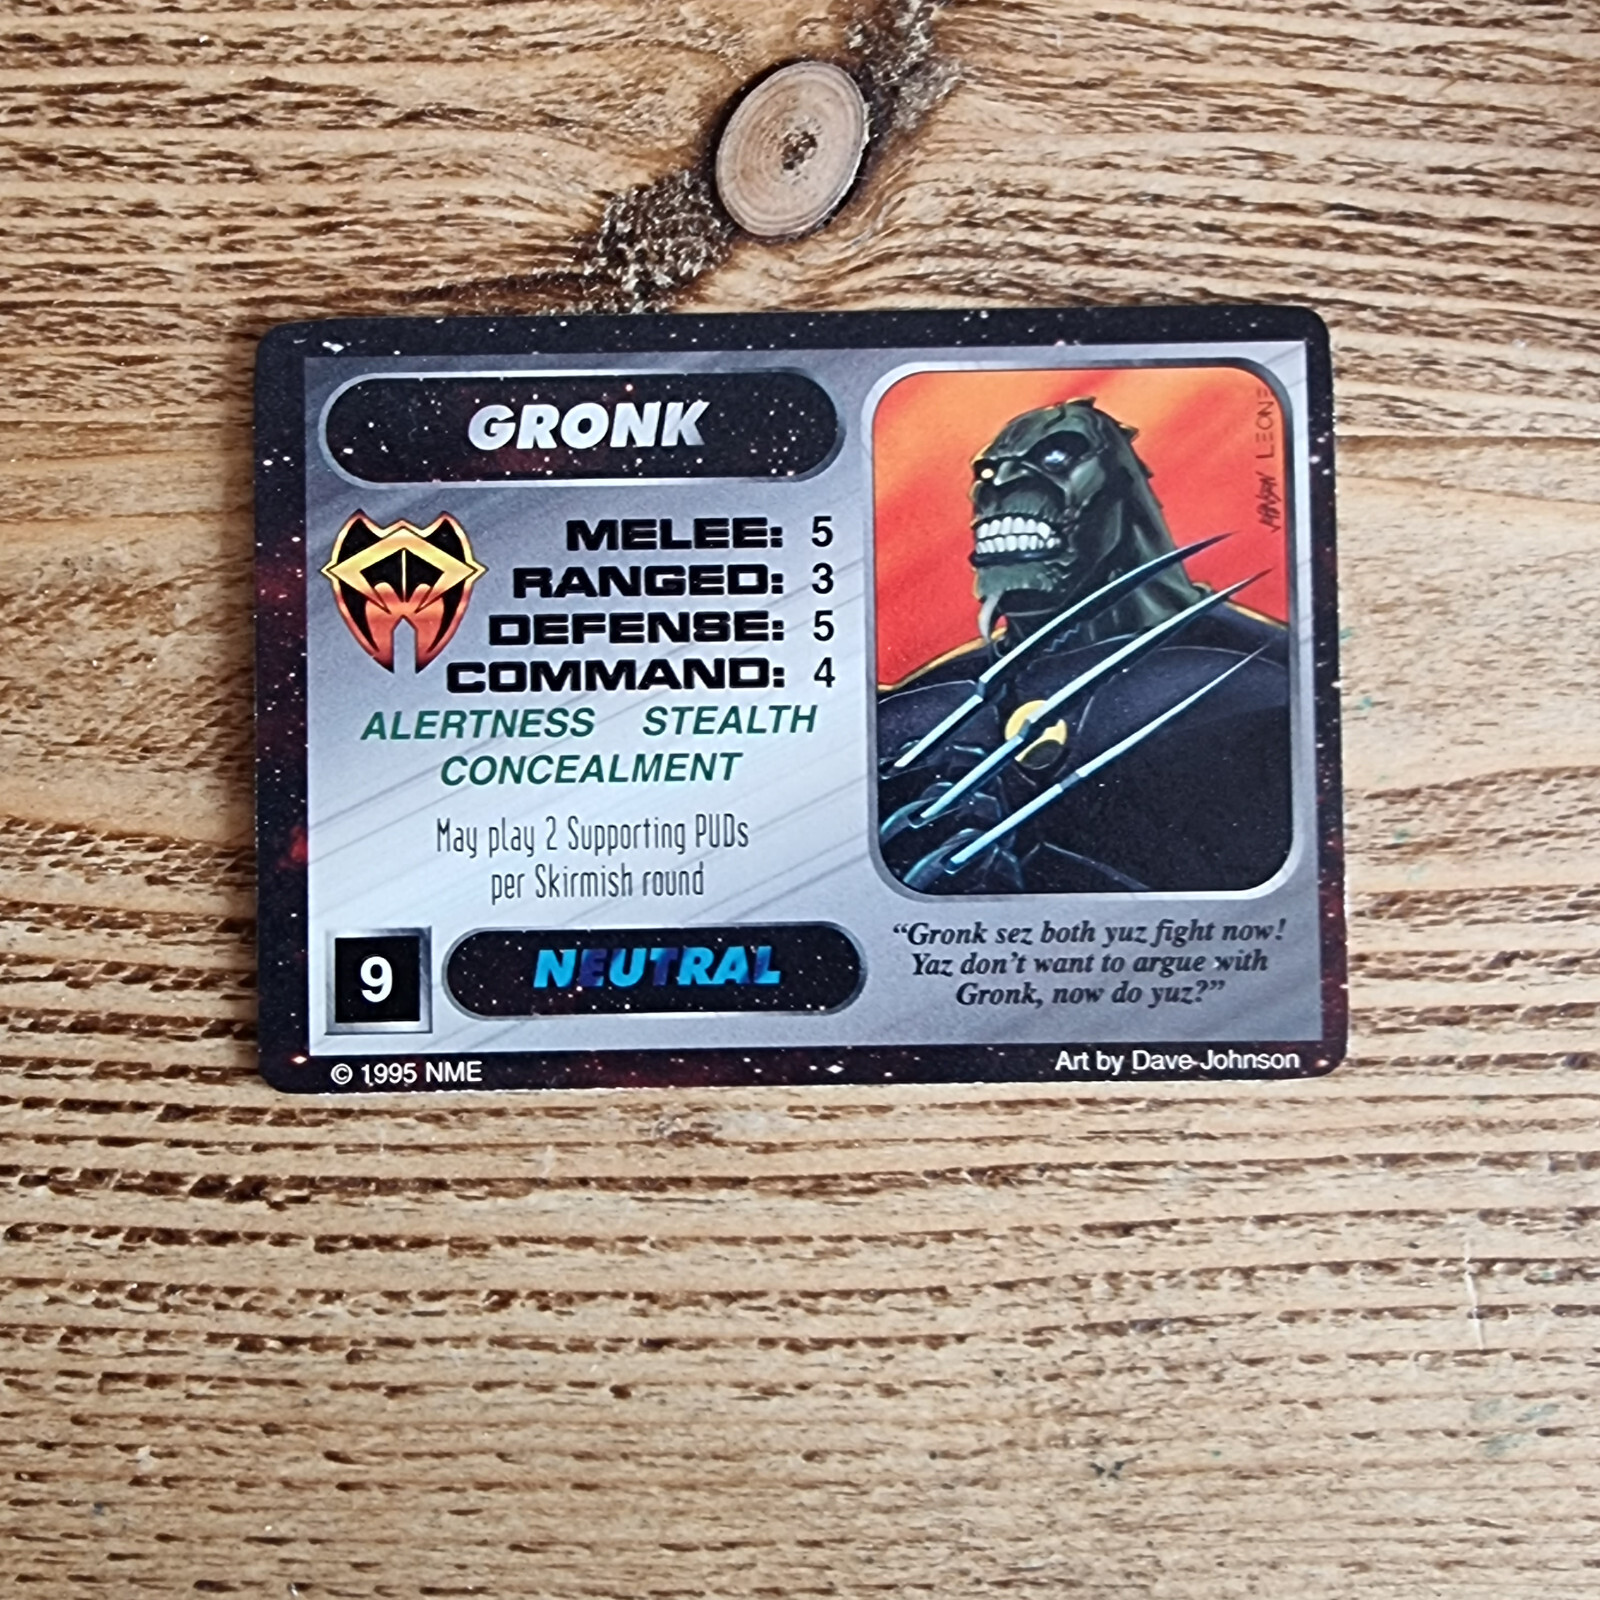 GRONK
MELEE: 5
RANGED: 3
DEFENSE: 5
COMMAND: 4
ALERTNESS STEALTH
CONCEALMENT
May play 2 Supporting PUDs
per Skirmish round
9
NEUTRAL
JOHNSON LEONE
“Gronk sez both yuz fight now!
Yaz don't want to argue with
Gronk, now do yuz?”
© 1995 NME
Art by Dave Johnson